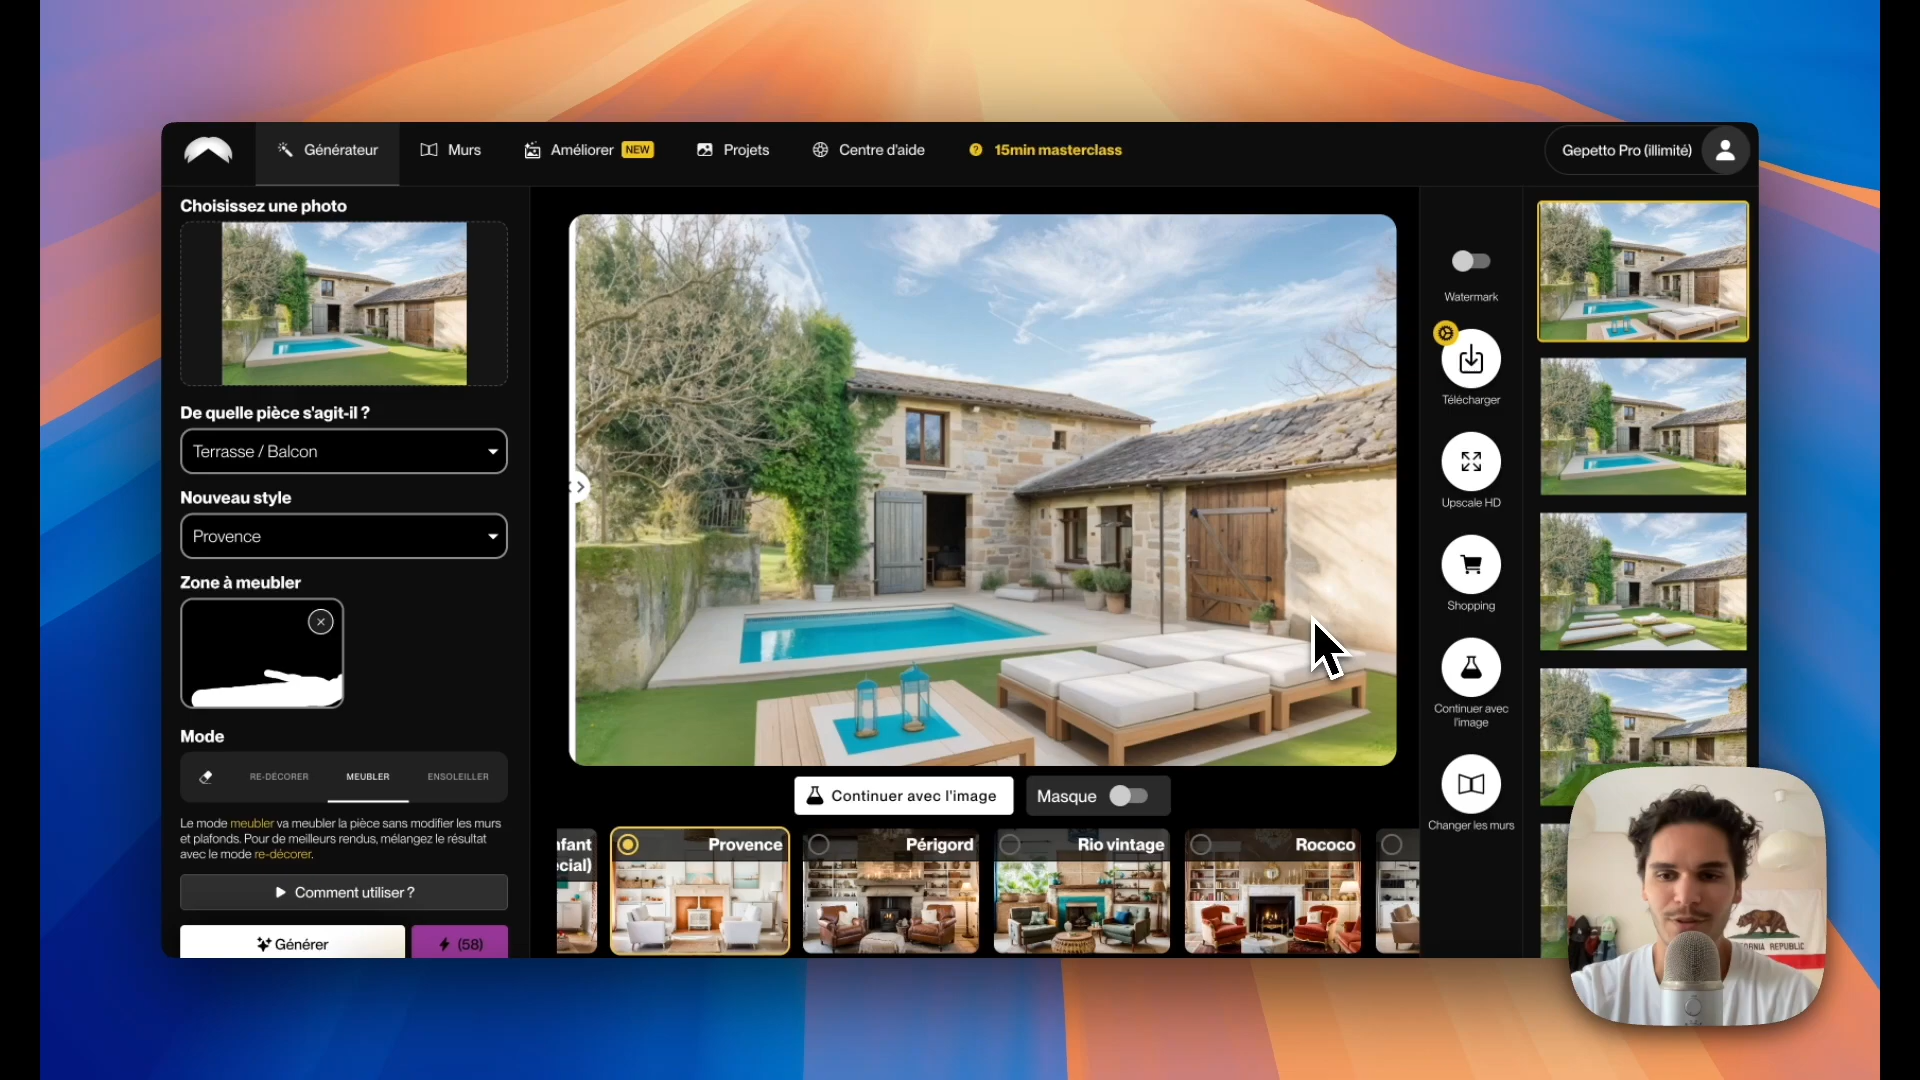 Générateur
Murs
Améliorer NEW
Projets
Centre d'aide
? 15min masterclass
Gepetto Pro (illimité)
Choisissez une photo
De quelle pièce s'agit-il ?
Terrasse / Balcon
Nouveau style
Provence
Zone à meubler
Mode
RE-DÉCORER
MEUBLER
ENSOLEILLER
Le mode meubler va meubler la pièce sans modifier les murs
et plafonds. Pour de meilleurs rendus, mélangez le résultat
avec le mode re-décorer.
Comment utiliser ?
Générer
(58)
Continuer avec l'image
Masque
nfant
écial)
Provence
Périgord
Rio vintage
Rococo
Watermark
Télécharger
Upscale HD
Shopping
Continuer avec
l'image
Changer les murs
REPUBLIC